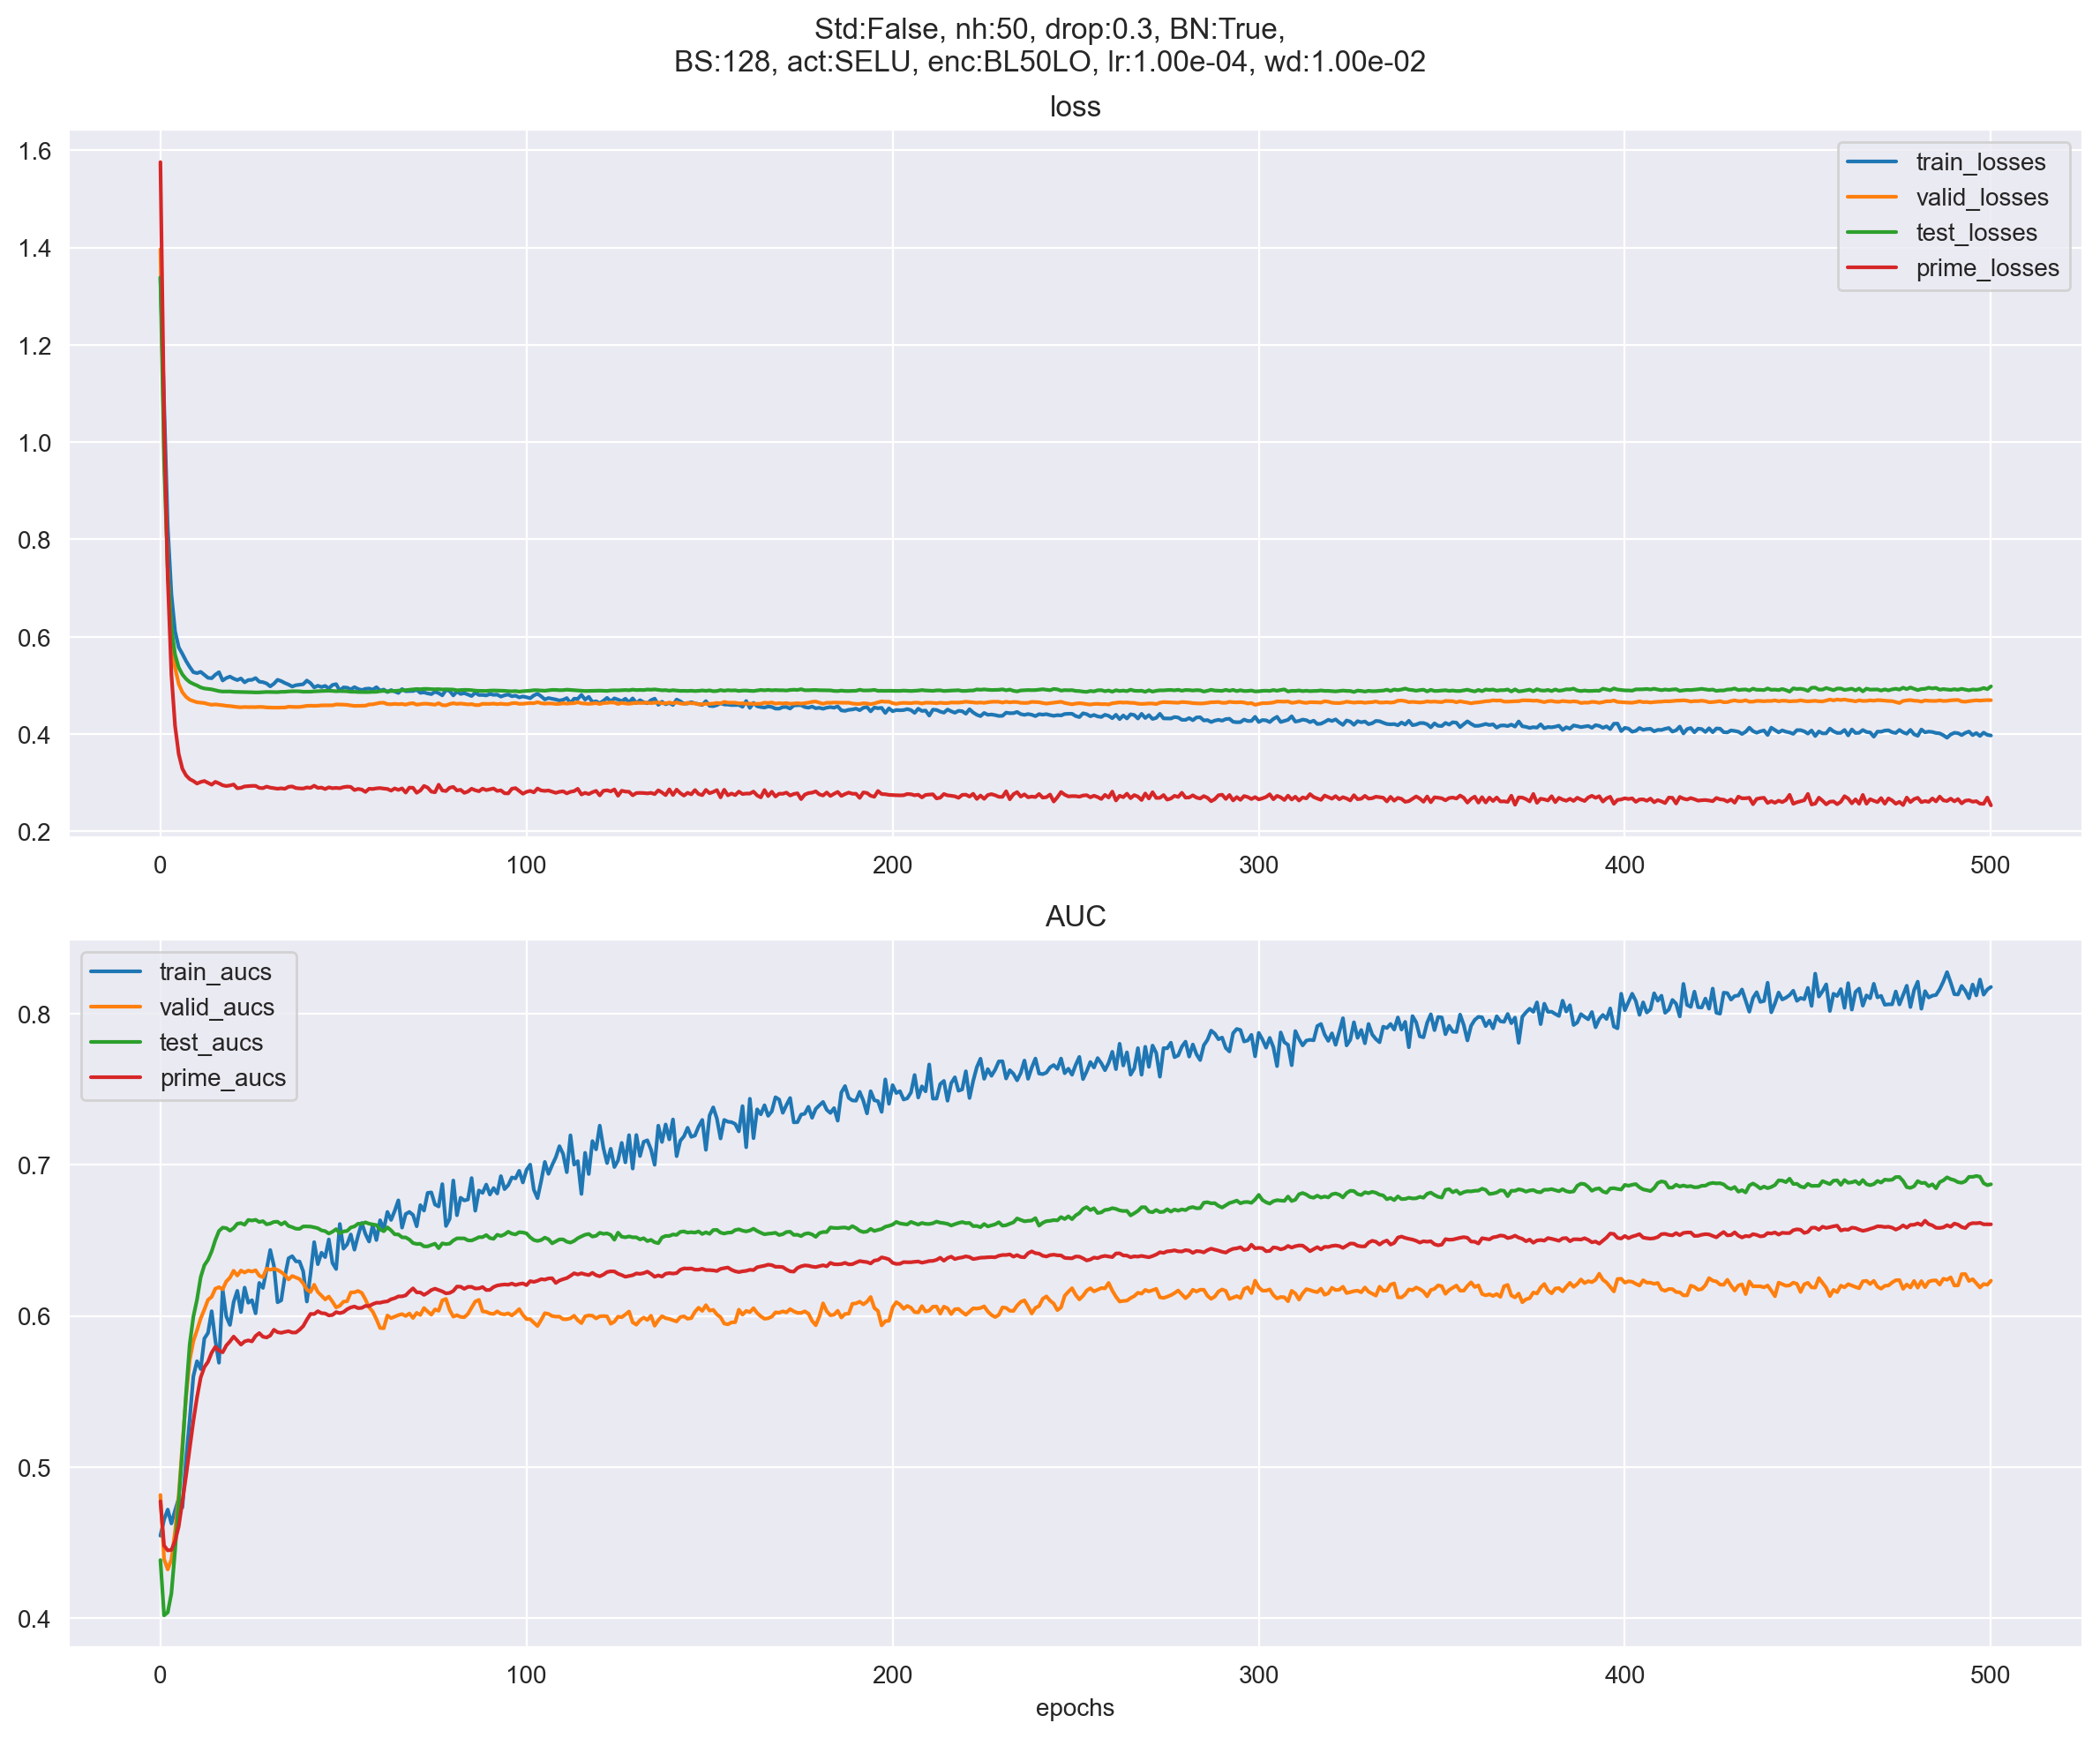 Std:False, nh:50, drop:0.3, BN:True,
BS:128, act:SELU, enc:BL50LO, lr:1.00e-04, wd:1.00e-02
loss
1.6
1.4
1.2
1.0
0.8
0.6
0.4
0.2
train_losses
valid_losses
test_losses
prime_losses
0 100 200 300 400 500
AUC
train_aucs
valid_aucs
test_aucs
prime_aucs
0.8
0.7
0.6
0.5
0.4
0 100 200 300 400 500
epochs